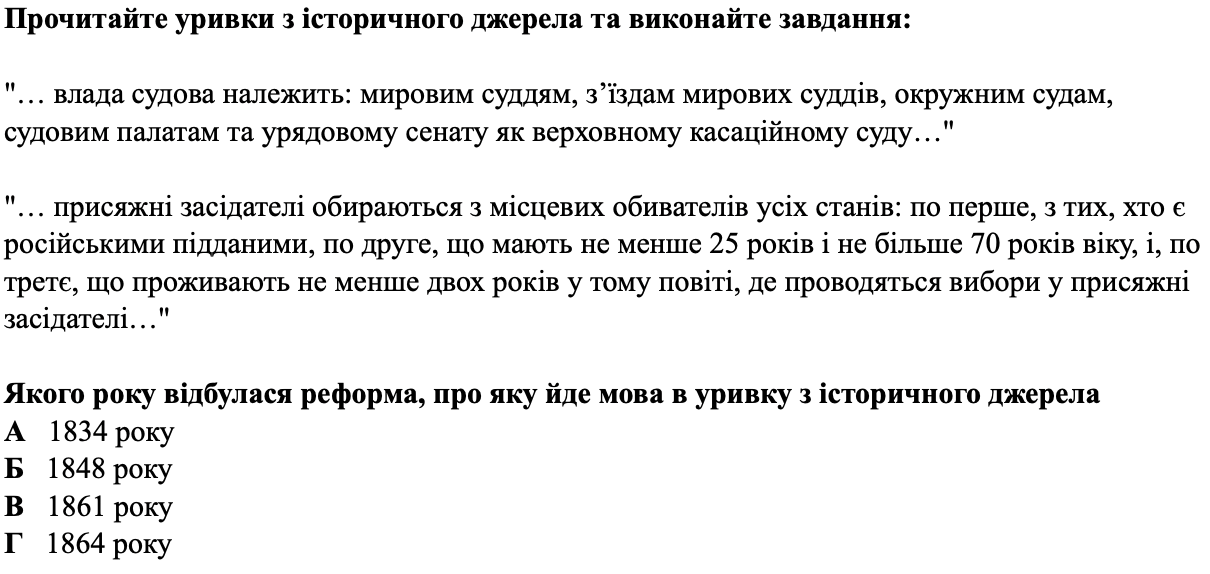 Прочитайте уривки з історичного джерела та виконайте завдання:
"… влада судова належить: мировим суддям, з’їздам мирових суддів, окружним судам,
судовим палатам та урядовому сенату як верховному касаційному суду…"
"… присяжні засідателі обираються з місцевих обивателів усіх станів: по перше, з тих, хто є
російськими підданими, по друге, що мають не менше 25 років і не більше 70 років віку, і, по
третє, що проживають не менше двох років у тому повіті, де проводяться вибори у присяжні
засідателі…"
Якого року відбулася реформа, про яку йде мова в уривку з історичного джерела
А 1834 року
Б 1848 року
В 1861 року
Г 1864 року